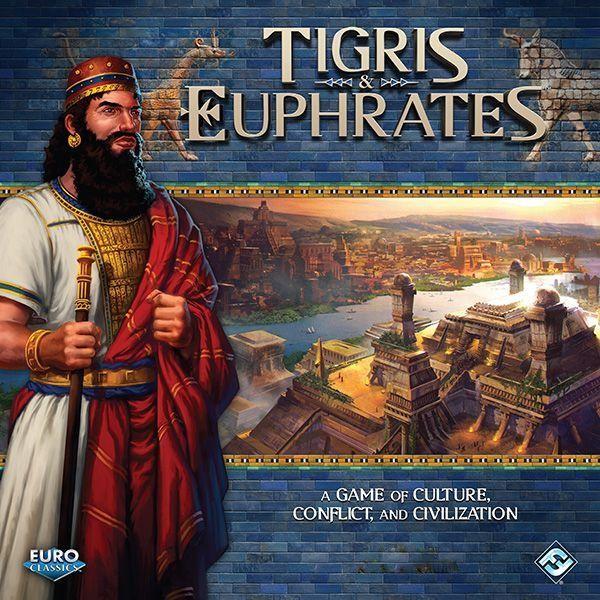 TIGRIS
&
EUPHRATES
A GAME OF CULTURE,
CONFLICT, AND CIVILIZATION
EURO
CLASSICS